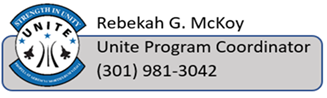 STRENGTH IN UNITY
UNITE
Rebekah G. McKoy
Unite Program Coordinator
(301) 981-3042